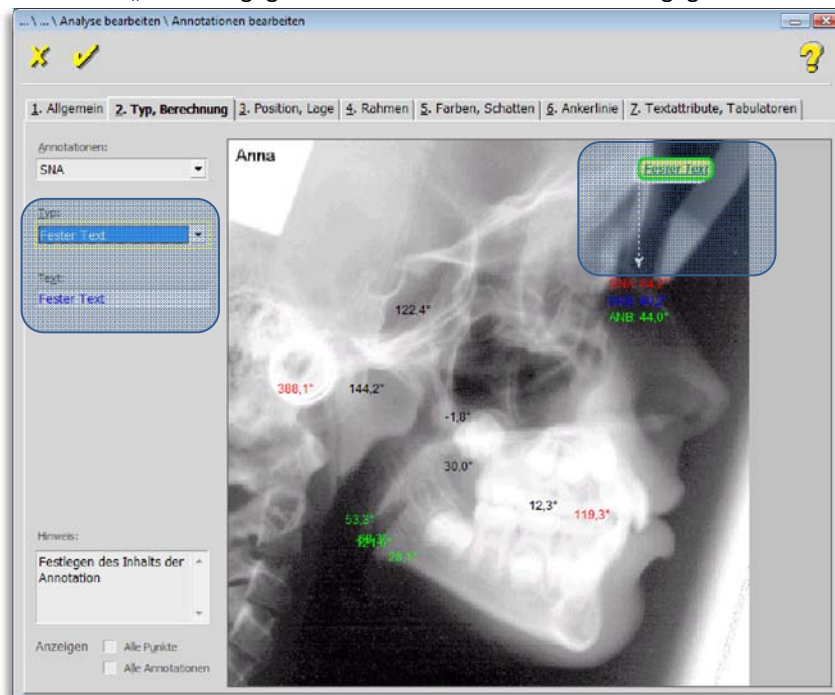 ... \ ... \ Analyse bearbeiten \ Annotationen bearbeiten
1. Allgemein
2. Typ, Berechnung
3. Position, Lage
4. Rahmen
5. Farben, Schatten
6. Ankerlinie
7. Textattribute, Tabulatoren
Annotationen:
SNA
Typ:
Fester Text
Text:
Fester Text
Anna
Fester Text
ANB: 44,0°
122,4°
388,1°
144,2°
-1,8°
30,0°
12,3°
119,3°
53,3°
Hinweis:
Festlegen des Inhalts der
Annotation
Anzeigen
Alle Punkte
Alle Annotationen